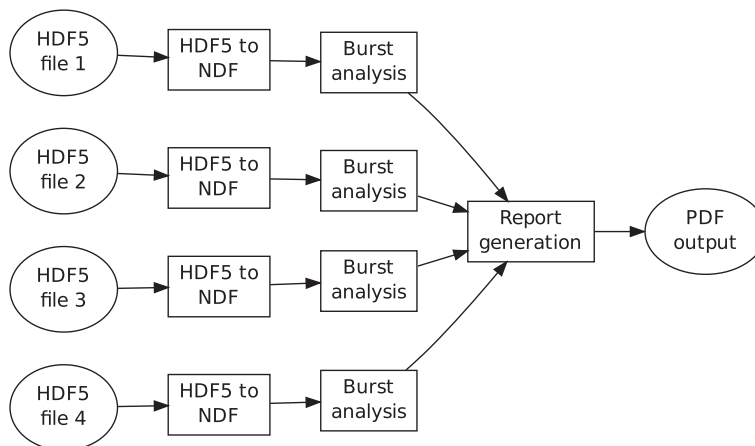 HDF5
file 1
HDF5 to
NDF
Burst
analysis
HDF5
file 2
HDF5 to
NDF
Burst
analysis
Report
generation
PDF
output
HDF5
file 3
HDF5 to
NDF
Burst
analysis
HDF5
file 4
HDF5 to
NDF
Burst
analysis